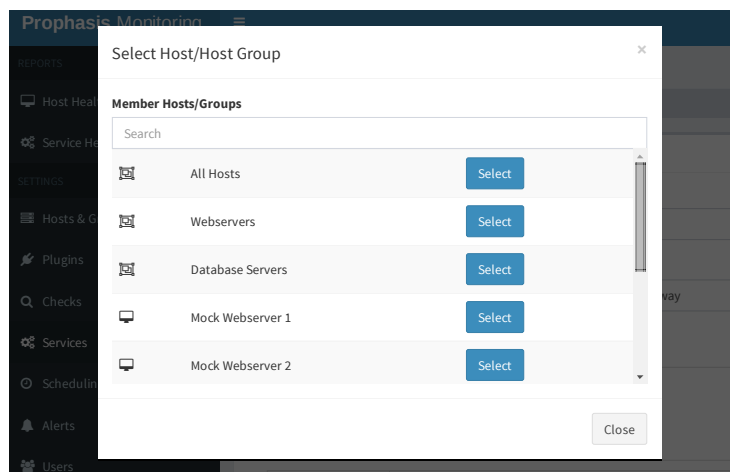 Prophasis Monitoring
REPORTS
Host Heal
Service He
SETTINGS
Hosts & G
Plugins
Checks
Services
Schedulin
Alerts
Users
Select Host/Host Group
×
Member Hosts/Groups
Search
All Hosts Select
Webservers Select
Database Servers Select
Mock Webserver 1 Select
Mock Webserver 2 Select
Close
way